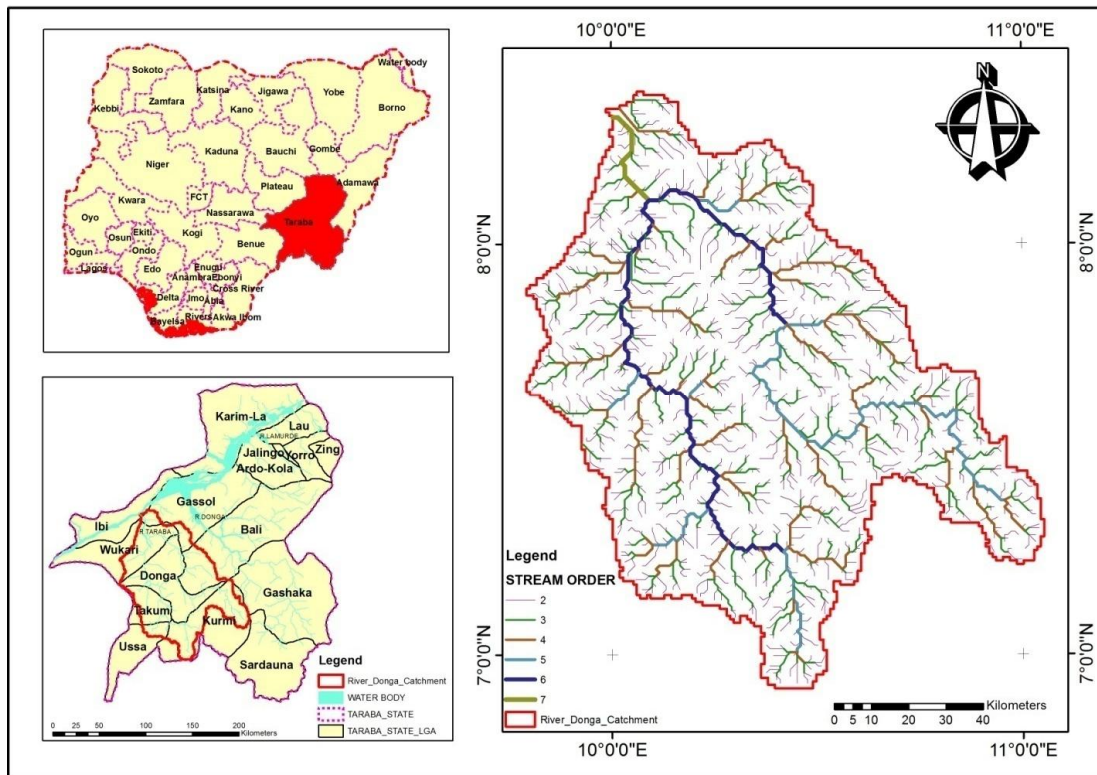 Water body
Sokoto
Katsina
Jigawa
Yobe
Kebbi
Zamfara
Kano
Borno
Kaduna
Bauchi
Gombe
Niger
Plateau
Adamawa
Kwara
FCT
Nassarawa
Taraba
Oyo
Ekiti
Kogi
Benue
Osun
Ondo
Ogun
Edo
Enugu
Lagos
Anambra
Ebonyi
Cross River
Delta
Imo
Abia
Bayelsa
Rivers
Akwa Ibom
Karim-La
Lau
R.LAMURDE
Zing
Jalingo
Yorro
Ardo-Kola
Gassol
R.DONGA
Ibi
R.TARABA
Bali
Wukari
Donga
Gashaka
Takum
Kurmi
Ussa
Sardauna
Legend
River_Donga_Catchment
WATER BODY
TARABA_STATE
TARABA_STATE_LGA
0 25 50 100 150 200
Kilometers
10°0'0"E 11°0'0"E
N
8°0'0"N 8°0'0"N
7°0'0"N 7°0'0"N
Legend
STREAM ORDER
2
3
4
5
6
7
River_Donga_Catchment
Kilometers
0 5 10 20 30 40
10°0'0"E 11°0'0"E